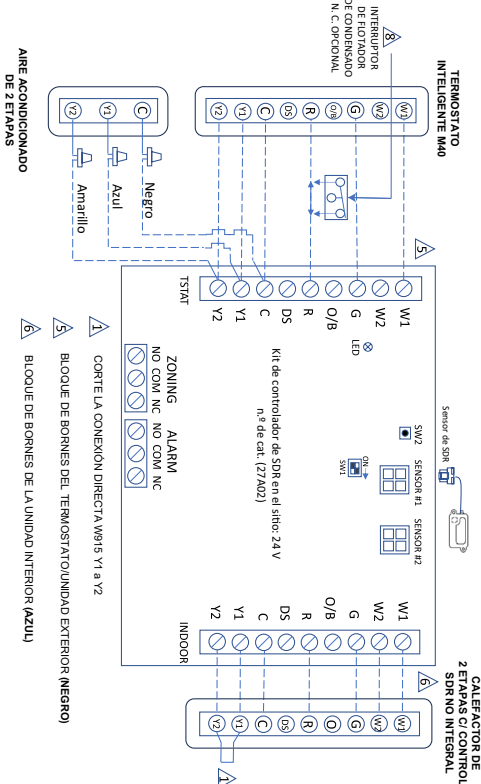 TERMOSTATO
INTELIGENTE M40
CALEFACTOR DE
2 ETAPAS C/ CONTROL
SDR NO INTEGRAL
8
INTERRUPTOR
DE FLOTADOR
DE CONDENSADO
N. C. OPCIONAL
W1
W2
G
O/B
R
DS
C
Y1
Y2
5
Sensor de SDR
W1
W2
G
O/B
R
DS
C
Y1
Y2
TSTAT
LED
SW2
SW1
ON
SENSOR #1
SENSOR #2
Kit de controlador de SDR en el sitio: 24 V
n.º de cat. (27A02)
W1
W2
G
O/B
R
DS
C
Y1
Y2
INDOOR
6
W1
W2
G
O
R
DS
C
Y1
Y2
1
C
Y1
Y2
Negro
Azul
Amarillo
AIRE ACONDICIONADO
DE 2 ETAPAS
ZONING
NO COM NC
ALARM
NO COM NC
1 CORTE LA CONEXIÓN DIRECTA W915 Y1 a Y2
5 BLOQUE DE BORNES DEL TERMOSTATO/UNIDAD EXTERIOR (NEGRO)
6 BLOQUE DE BORNES DE LA UNIDAD INTERIOR (AZUL)